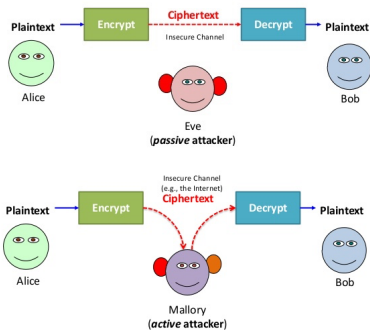 Ciphertext
Plaintext Encrypt Decrypt Plaintext
Insecure Channel
Alice
Bob
Eve
(passive attacker)
Insecure Channel
(e.g., the Internet)
Ciphertext
Plaintext Encrypt Decrypt Plaintext
Alice
Bob
Mallory
(active attacker)